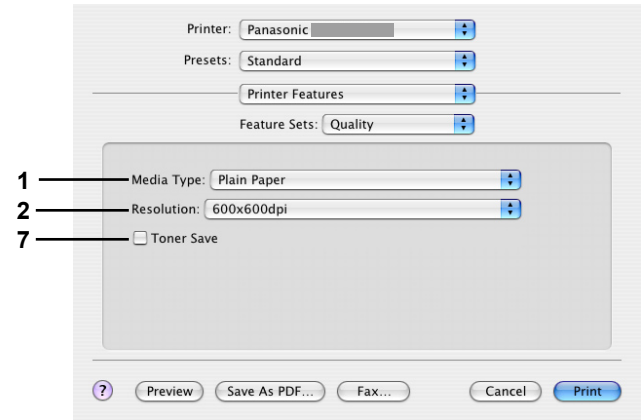 Printer: Panasonic
Presets: Standard
Printer Features
Feature Sets: Quality
1 Media Type: Plain Paper
2 Resolution: 600x600dpi
7 Toner Save
? Preview Save As PDF... Fax... Cancel Print